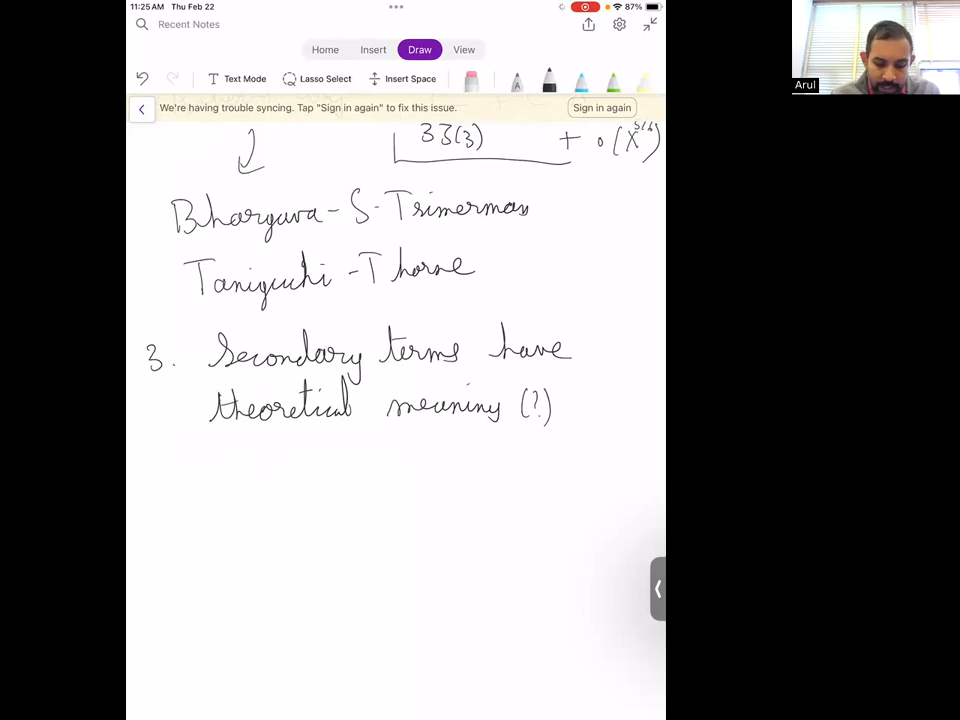 11:25 AM Thu Feb 22
87%
Recent Notes
Home Insert Draw View
Text Mode Lasso Select Insert Space
We're having trouble syncing. Tap "Sign in again" to fix this issue. Sign in again
3ζ(3) + o(X^5/6)
Bhargava-S-Tsimerman
Taniguchi-Thorne
3. Secondary terms have
theoretical meaning (?)
Arul